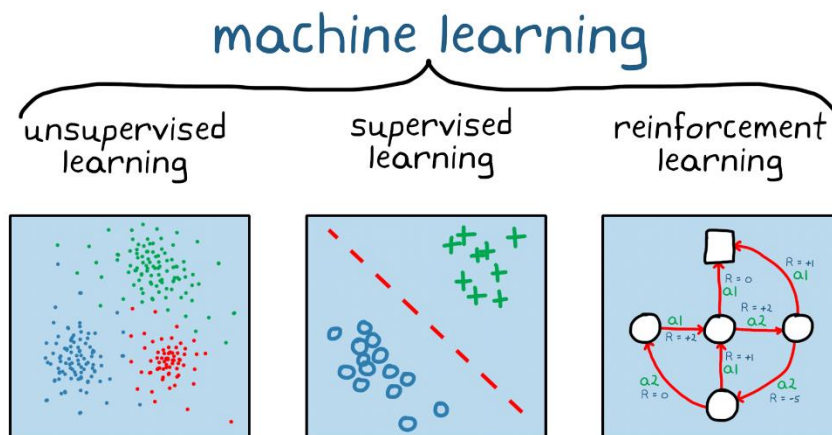 machine learning
unsupervised
learning
supervised
learning
reinforcement
learning
R = +1
a1
R = 0
a1
R = +2
a1
a2
R = +2
R = +1
a1
a2
R = 0
a2
R = -5